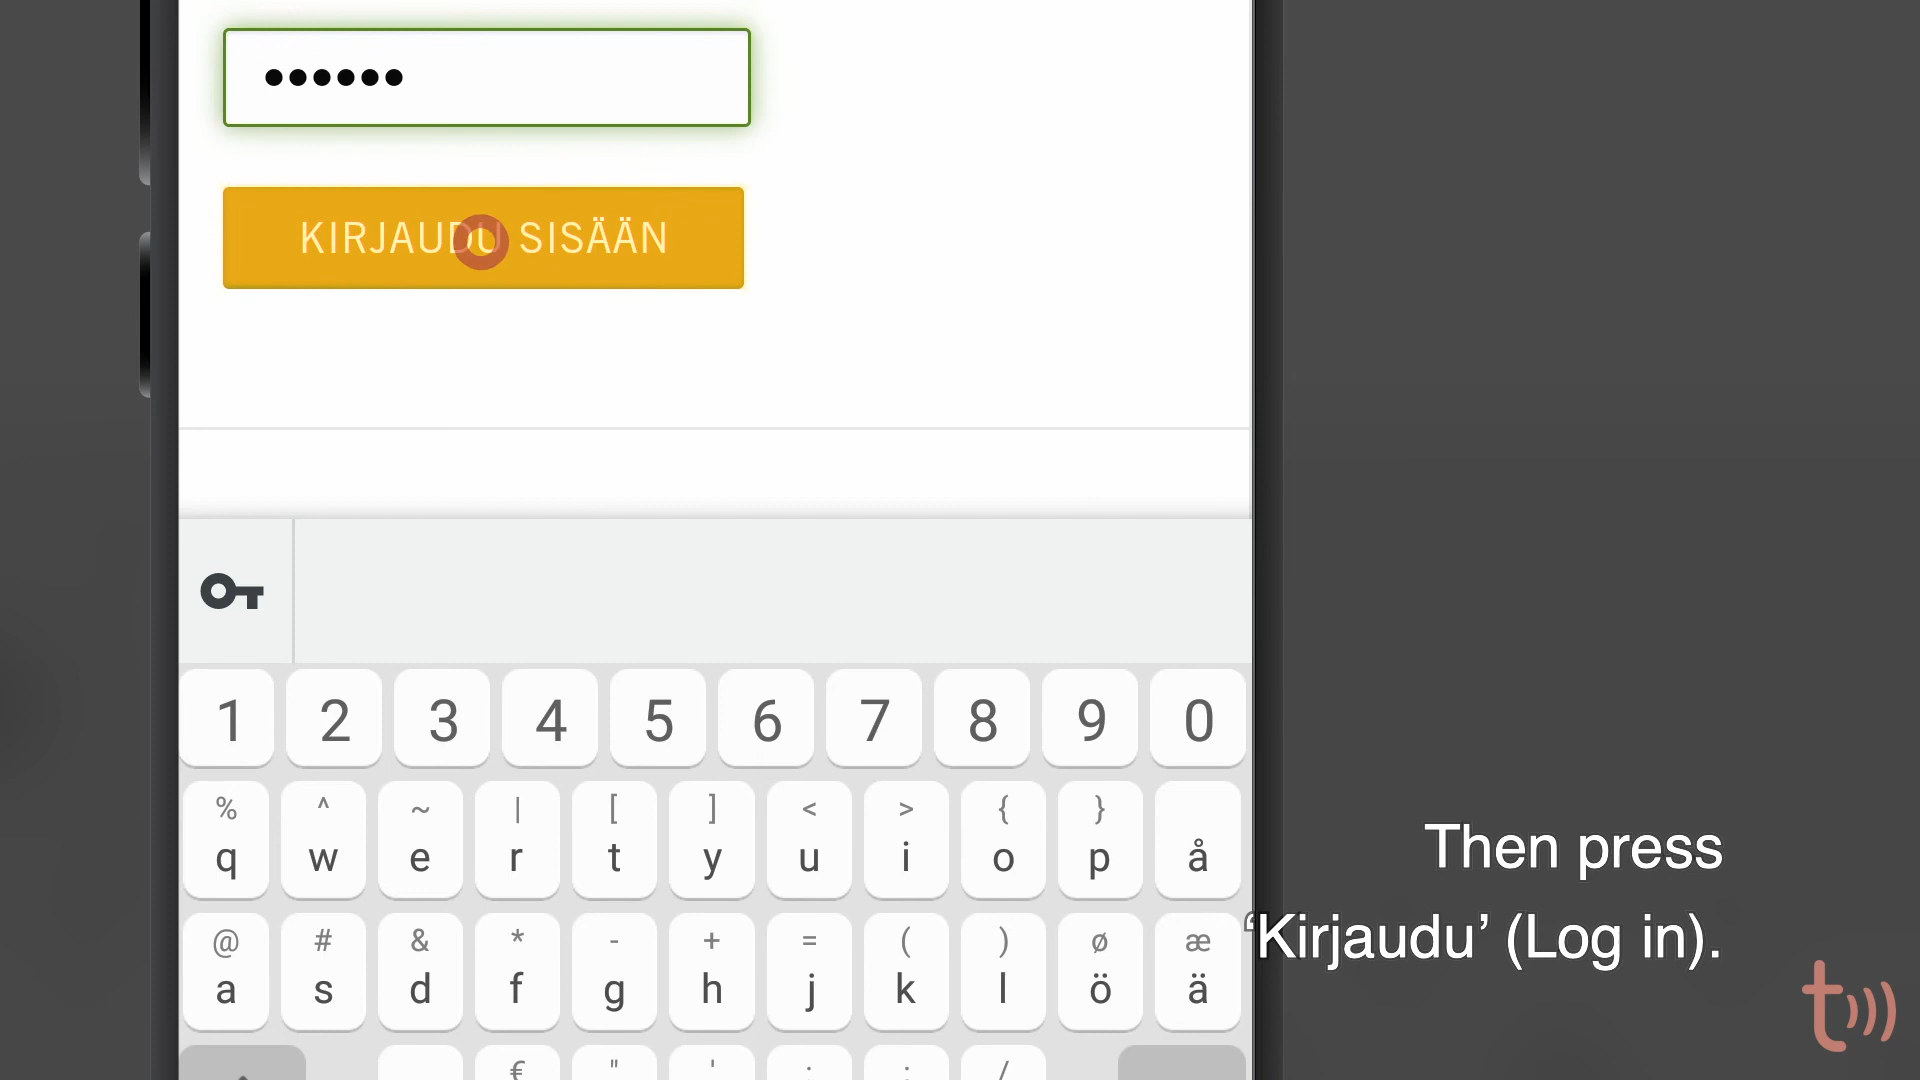 ••••••
KIRJAUDU SISÄÄN
1 2 3 4 5 6 7 8 9 0
% ^ ~ | [ ] < > { }
q w e r t y u i o p å
@ # & * - + = ( ) ø æ
a s d f g h j k l ö ä
€ " ' : ; /
Then press
‘Kirjaudu’ (Log in).
t